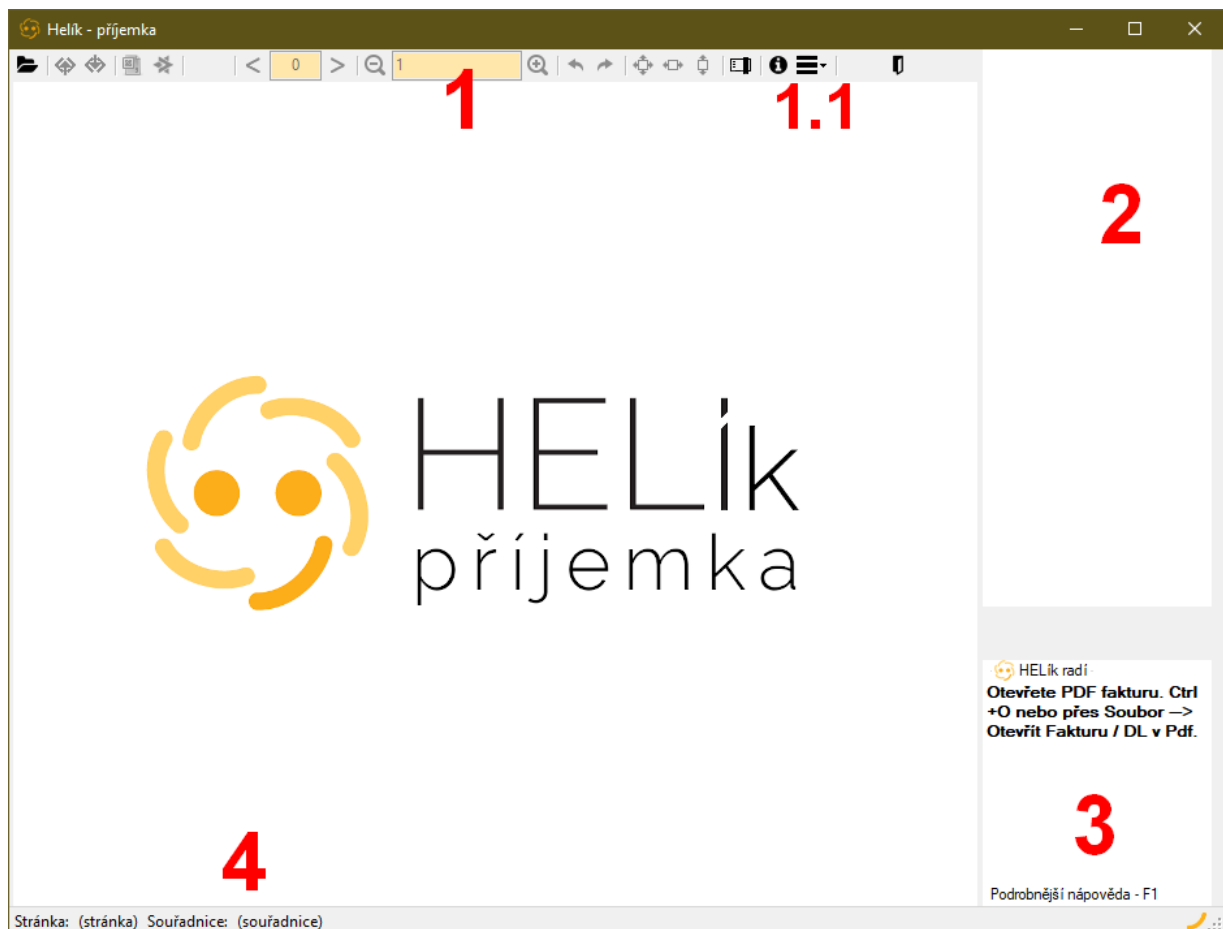 Helík - příjemka
< 0 > 1
1
1.1
2
HELík
příjemka
HELík radí
Otevřete PDF fakturu. Ctrl
+O nebo přes Soubor —>
Otevřít Fakturu / DL v Pdf.
3
4
Podrobnější nápověda - F1
Stránka: (stránka) Souřadnice: (souřadnice)